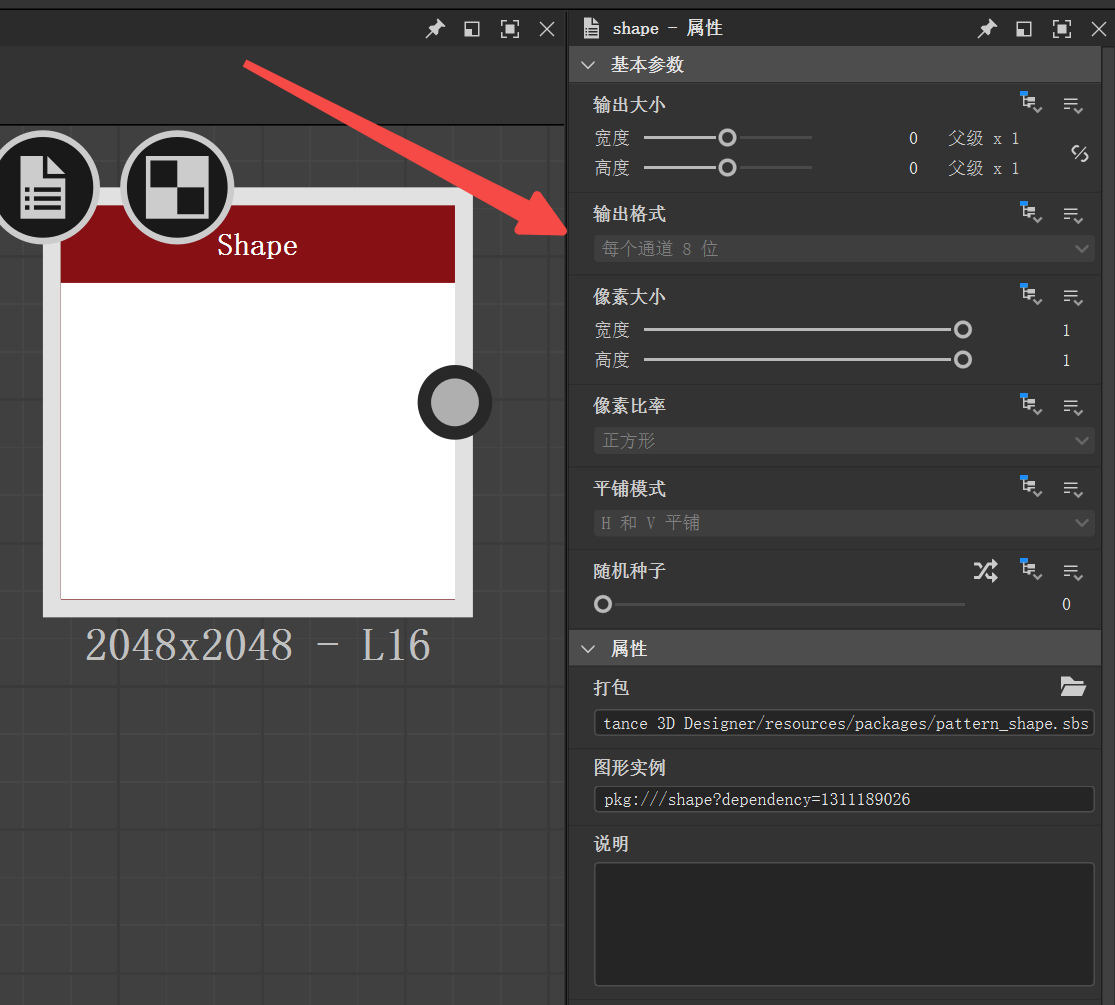 shape - 属性
Shape
2048x2048 - L16
基本参数
输出大小
宽度 0 父级 x 1
高度 0 父级 x 1
输出格式
每个通道 8 位
像素大小
宽度 1
高度 1
像素比率
正方形
平铺模式
H 和 V 平铺
随机种子
0
属性
打包
tance 3D Designer/resources/packages/pattern_shape.sbs
图形实例
pkg:///shape?dependency=1311189026
说明